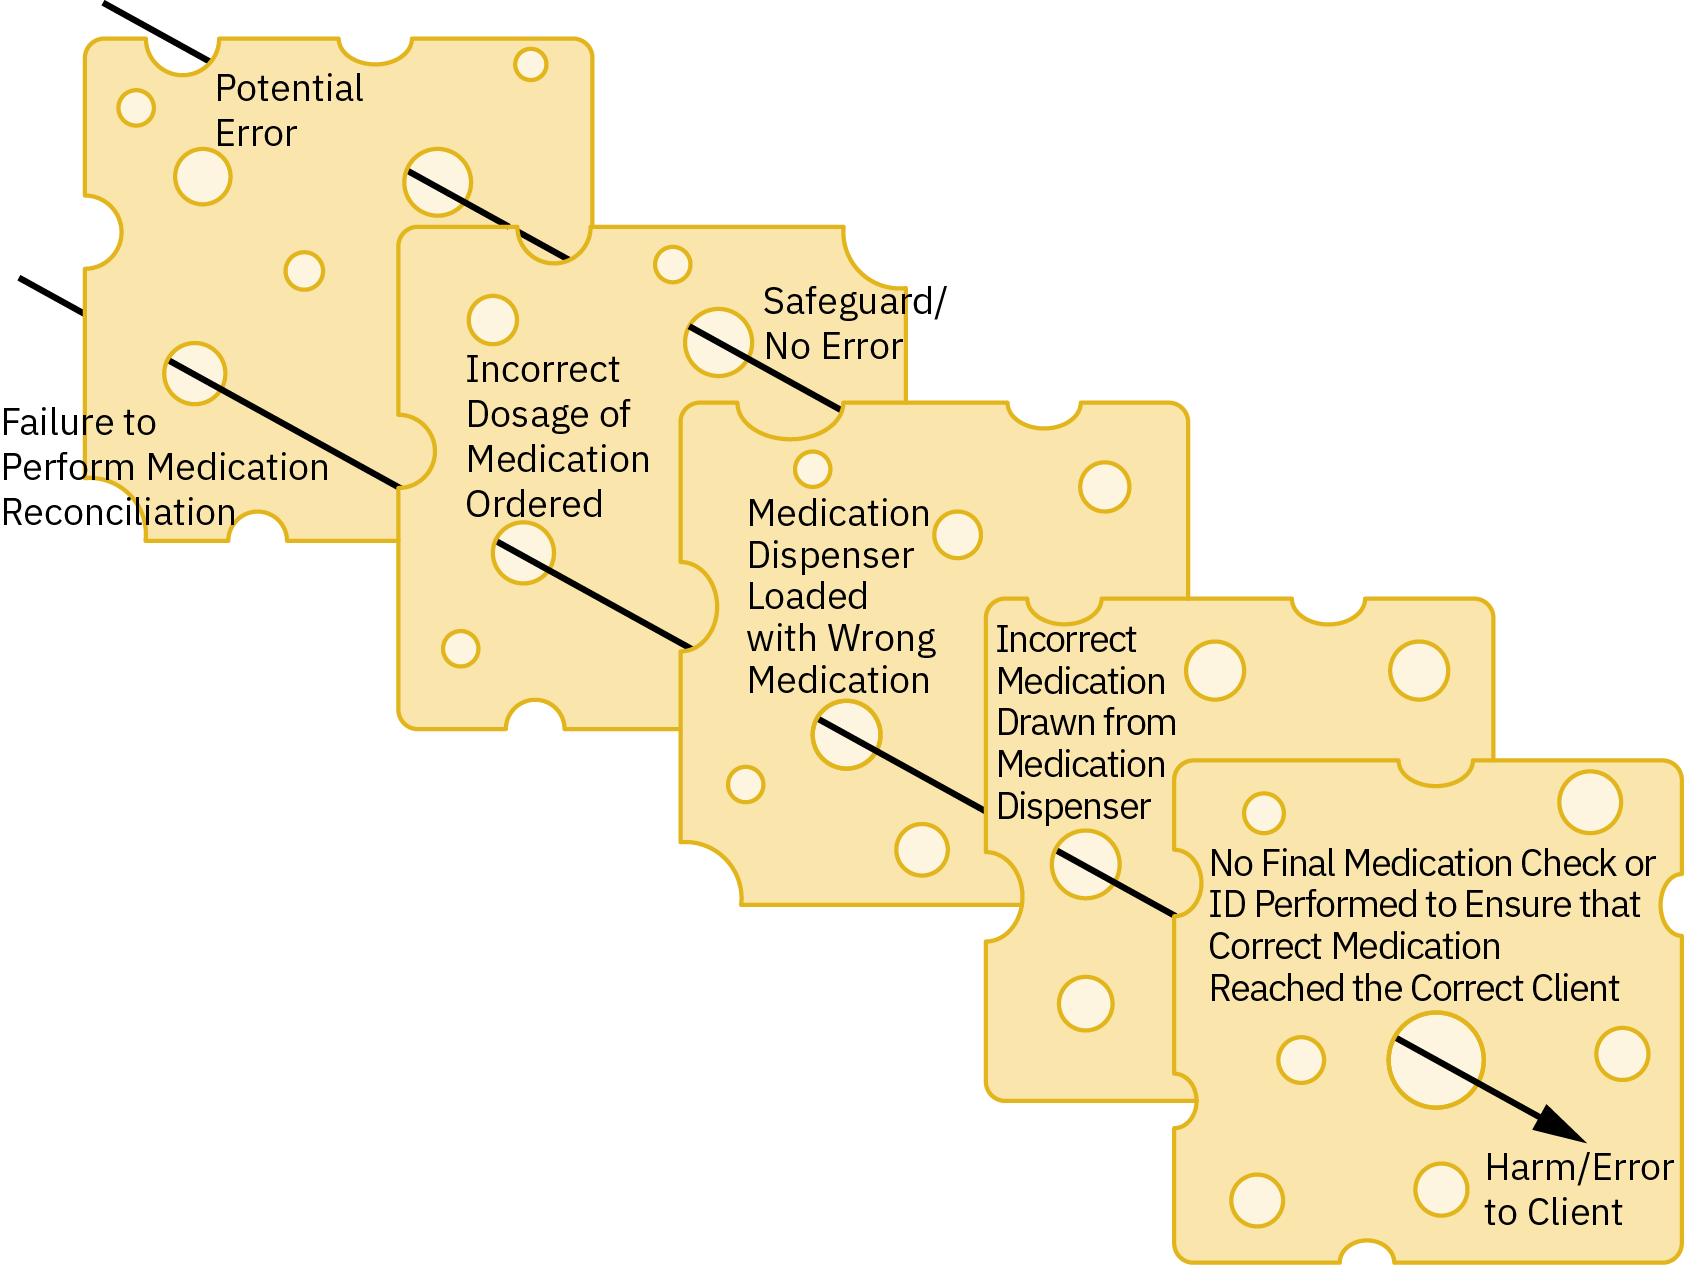 Potential
Error
Safeguard/
No Error
Failure to
Perform Medication
Reconciliation
Incorrect
Dosage of
Medication
Ordered
Medication
Dispenser
Loaded
with Wrong
Medication
Incorrect
Medication
Drawn from
Medication
Dispenser
No Final Medication Check or
ID Performed to Ensure that
Correct Medication
Reached the Correct Client
Harm/Error
to Client